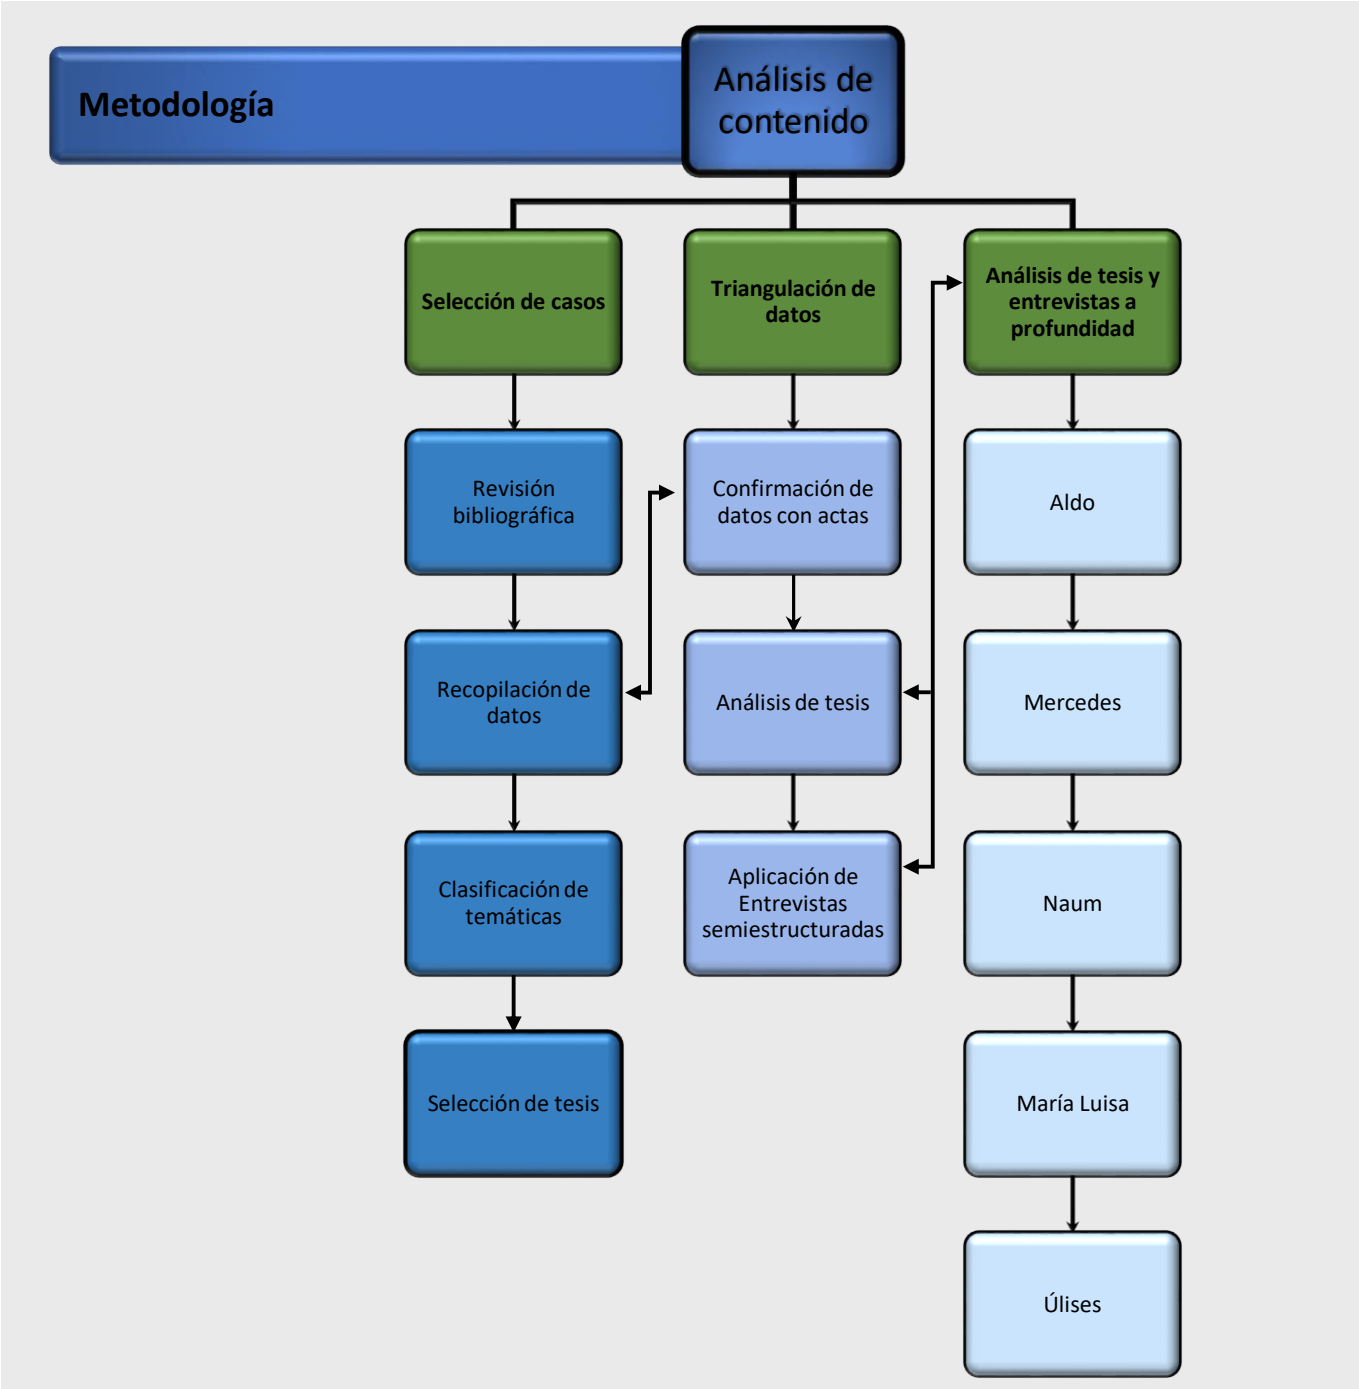 Metodología
Análisis de
contenido
Selección de casos
Triangulación de
datos
Análisis de tesis y
entrevistas a
profundidad
Revisión
bibliográfica
Confirmación de
datos con actas
Aldo
Recopilación de
datos
Análisis de tesis
Mercedes
Clasificación de
temáticas
Aplicación de
Entrevistas
semiestructuradas
Naum
Selección de tesis
María Luisa
Úlises